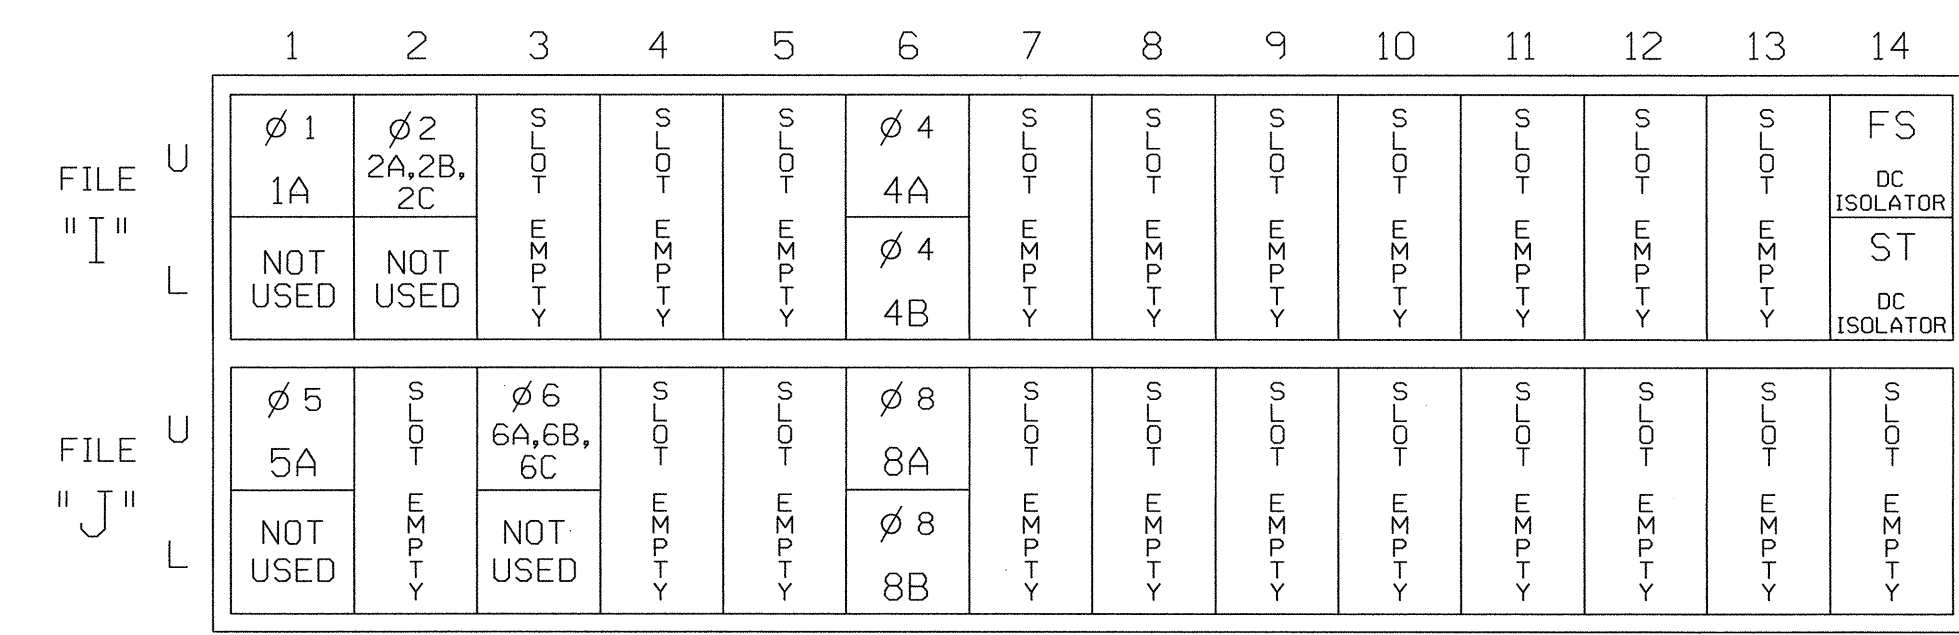 1 2 3 4 5 6 7 8 9 10 11 12 13 14
FILE "I"
U
L
Ø 1
1A
NOT
USED
Ø2
2A,2B,
2C
NOT
USED
SLOT EMPTY
SLOT EMPTY
SLOT EMPTY
Ø 4
4A
Ø 4
4B
SLOT EMPTY
SLOT EMPTY
SLOT EMPTY
SLOT EMPTY
SLOT EMPTY
SLOT EMPTY
SLOT EMPTY
FS
DC
ISOLATOR
ST
DC
ISOLATOR
FILE "J"
U
L
Ø 5
5A
NOT
USED
SLOT EMPTY
Ø 6
6A,6B,
6C
NOT
USED
SLOT EMPTY
SLOT EMPTY
Ø 8
8A
Ø 8
8B
SLOT EMPTY
SLOT EMPTY
SLOT EMPTY
SLOT EMPTY
SLOT EMPTY
SLOT EMPTY
SLOT EMPTY
SLOT EMPTY